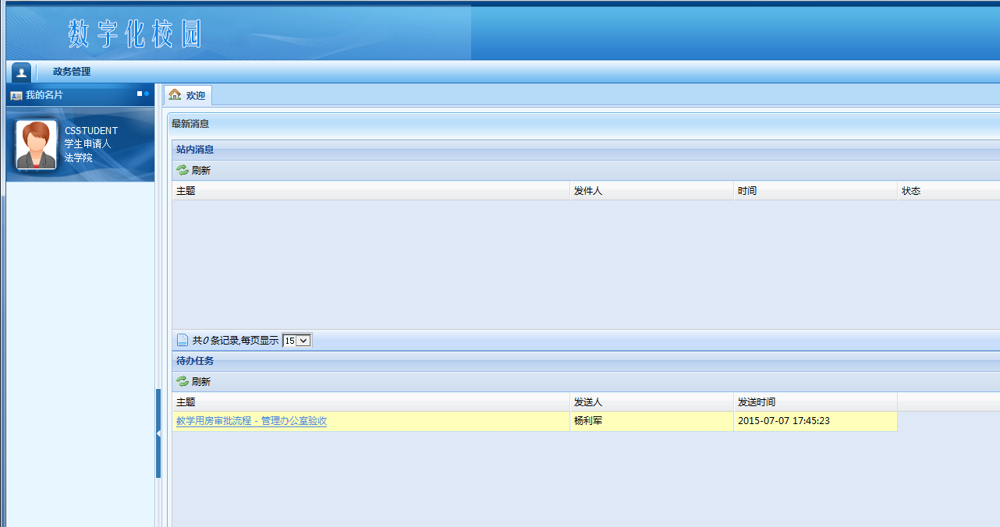 数字化校园
政务管理
我的名片
欢迎
CSSTUDENT
学生申请人
法学院
最新消息
站内消息
刷新
主题 发件人 时间 状态
共0条记录,每页显示 15
待办任务
刷新
主题 发送人 发送时间
教学用房审批流程 - 管理办公室验收 杨利军 2015-07-07 17:45:23